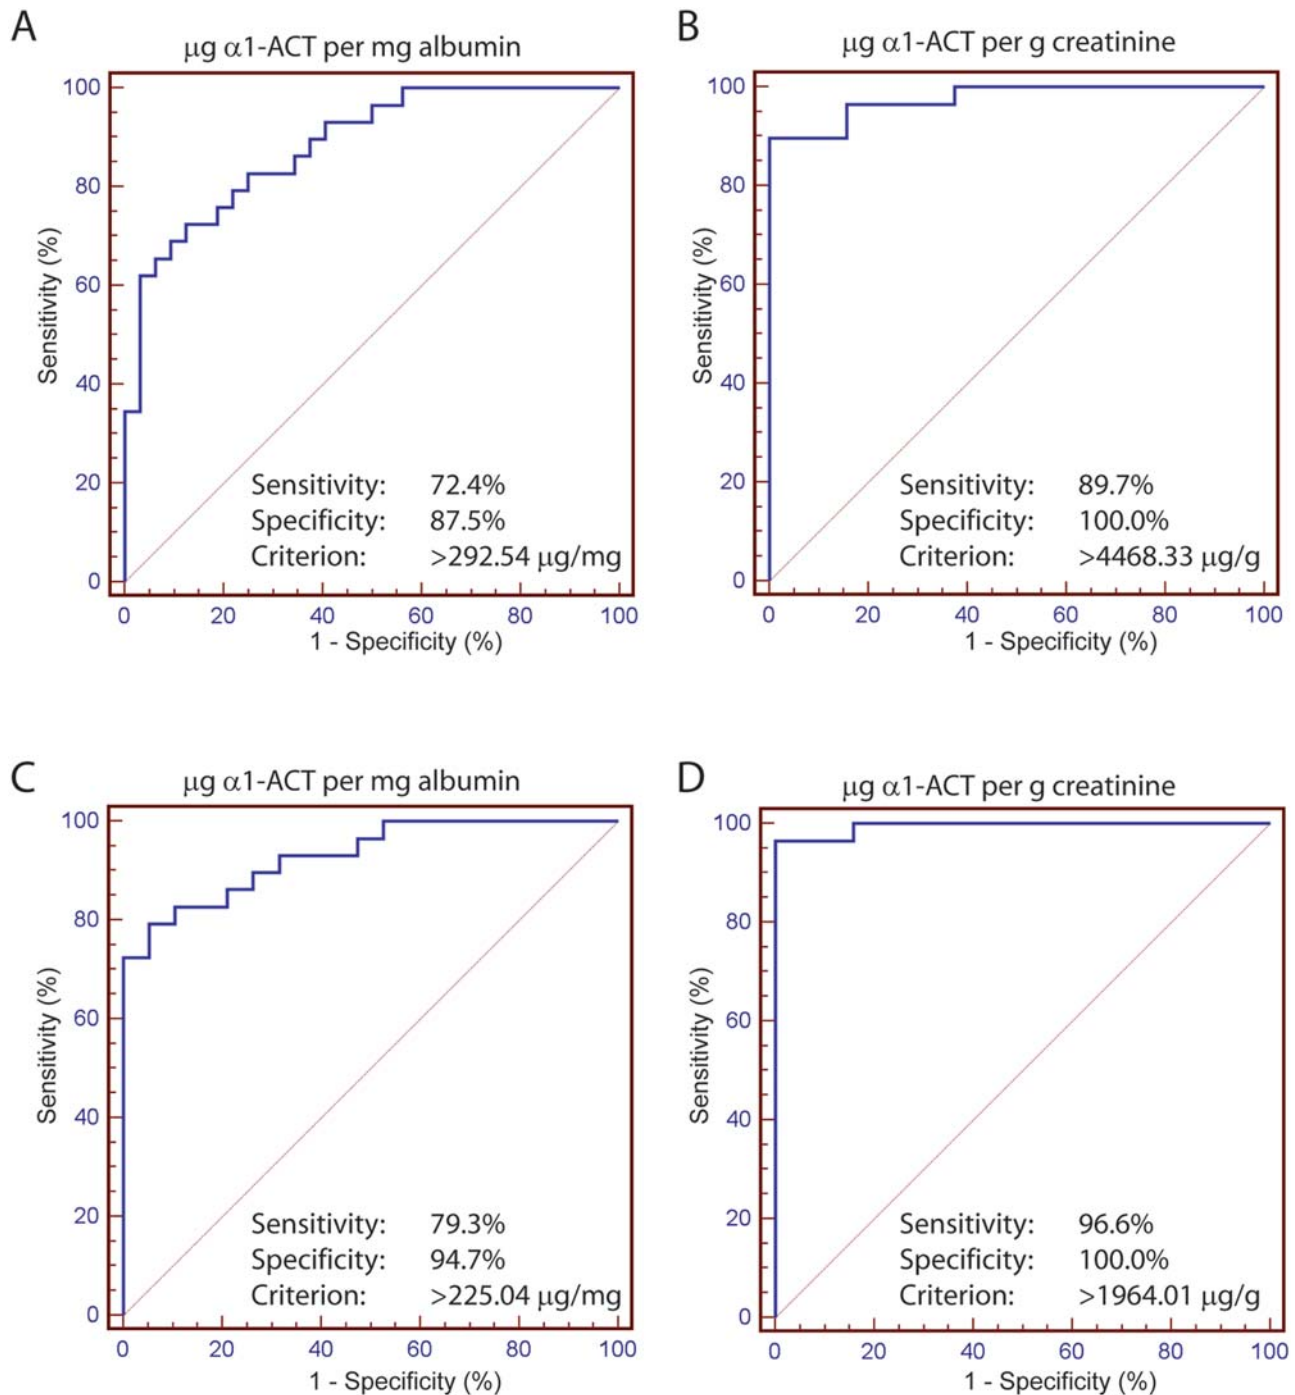 A
μg α1-ACT per mg albumin
100
80
60
40
20
0
Sensitivity (%)
Sensitivity: 72.4%
Specificity: 87.5%
Criterion: >292.54 μg/mg
0 20 40 60 80 100
1 - Specificity (%)
B
μg α1-ACT per g creatinine
100
80
60
40
20
0
Sensitivity (%)
Sensitivity: 89.7%
Specificity: 100.0%
Criterion: >4468.33 μg/g
0 20 40 60 80 100
1 - Specificity (%)
C
μg α1-ACT per mg albumin
100
80
60
40
20
0
Sensitivity (%)
Sensitivity: 79.3%
Specificity: 94.7%
Criterion: >225.04 μg/mg
0 20 40 60 80 100
1 - Specificity (%)
D
μg α1-ACT per g creatinine
100
80
60
40
20
0
Sensitivity (%)
Sensitivity: 96.6%
Specificity: 100.0%
Criterion: >1964.01 μg/g
0 20 40 60 80 100
1 - Specificity (%)